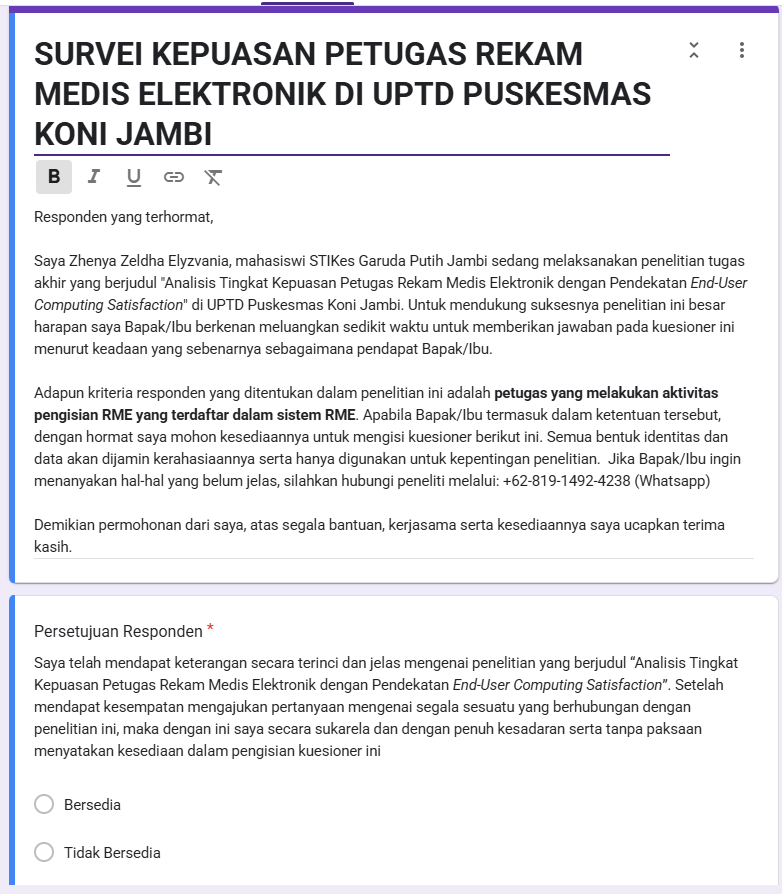 SURVEI KEPUASAN PETUGAS REKAM
MEDIS ELEKTRONIK DI UPTD PUSKESMAS
KONI JAMBI
B I U
Responden yang terhormat,
Saya Zhenya Zeldha Elyzvania, mahasiswi STIKes Garuda Putih Jambi sedang melaksanakan penelitian tugas
akhir yang berjudul "Analisis Tingkat Kepuasan Petugas Rekam Medis Elektronik dengan Pendekatan End-User
Computing Satisfaction" di UPTD Puskesmas Koni Jambi. Untuk mendukung suksesnya penelitian ini besar
harapan saya Bapak/Ibu berkenan meluangkan sedikit waktu untuk memberikan jawaban pada kuesioner ini
menurut keadaan yang sebenarnya sebagaimana pendapat Bapak/Ibu.
Adapun kriteria responden yang ditentukan dalam penelitian ini adalah petugas yang melakukan aktivitas
pengisian RME yang terdaftar dalam sistem RME. Apabila Bapak/Ibu termasuk dalam ketentuan tersebut,
dengan hormat saya mohon kesediaannya untuk mengisi kuesioner berikut ini. Semua bentuk identitas dan
data akan dijamin kerahasiaannya serta hanya digunakan untuk kepentingan penelitian.  Jika Bapak/Ibu ingin
menanyakan hal-hal yang belum jelas, silahkan hubungi peneliti melalui: +62-819-1492-4238 (Whatsapp)
Demikian permohonan dari saya, atas segala bantuan, kerjasama serta kesediaannya saya ucapkan terima
kasih.
Persetujuan Responden *
Saya telah mendapat keterangan secara terinci dan jelas mengenai penelitian yang berjudul “Analisis Tingkat
Kepuasan Petugas Rekam Medis Elektronik dengan Pendekatan End-User Computing Satisfaction”. Setelah
mendapat kesempatan mengajukan pertanyaan mengenai segala sesuatu yang berhubungan dengan
penelitian ini, maka dengan ini saya secara sukarela dan dengan penuh kesadaran serta tanpa paksaan
menyatakan kesediaan dalam pengisian kuesioner ini
Bersedia
Tidak Bersedia